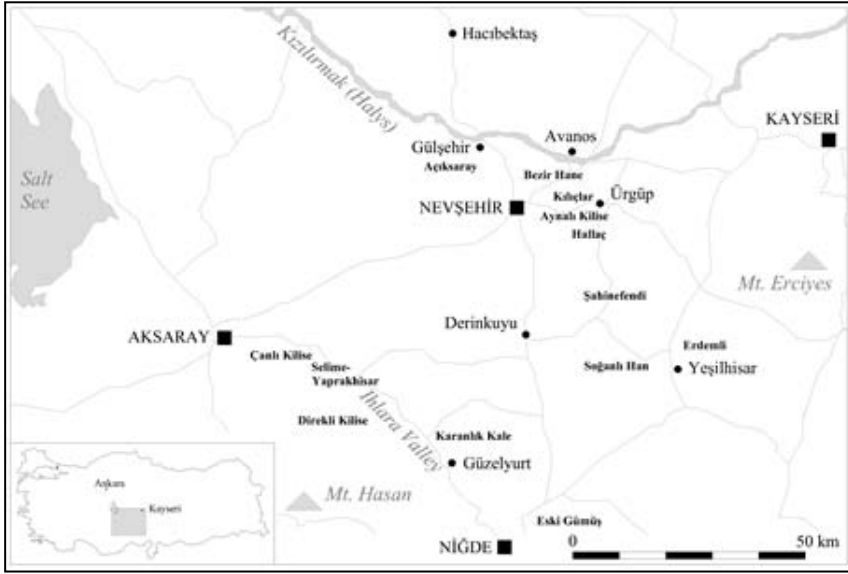 Hacıbektaş
Kızılırmak (Halys)
KAYSERİ
Avanos
Gülşehir
Açıksaray
Bezir Hane
Salt
See
Kılıçlar
Ürgüp
NEVŞEHİR
Aynalı Kilise
Hallaç
Mt. Erciyes
Şahinefendi
Derinkuyu
AKSARAY
Çanlı Kilise
Erdemli
Selime-
Yaprakhisar
Soğanlı Han
Yeşilhisar
Ihlara Valley
Direkli Kilise
Karanlık Kale
Güzelyurt
Ankara
Kayseri
Mt. Hasan
Eski Gümüş
NİĞDE
0 50 km